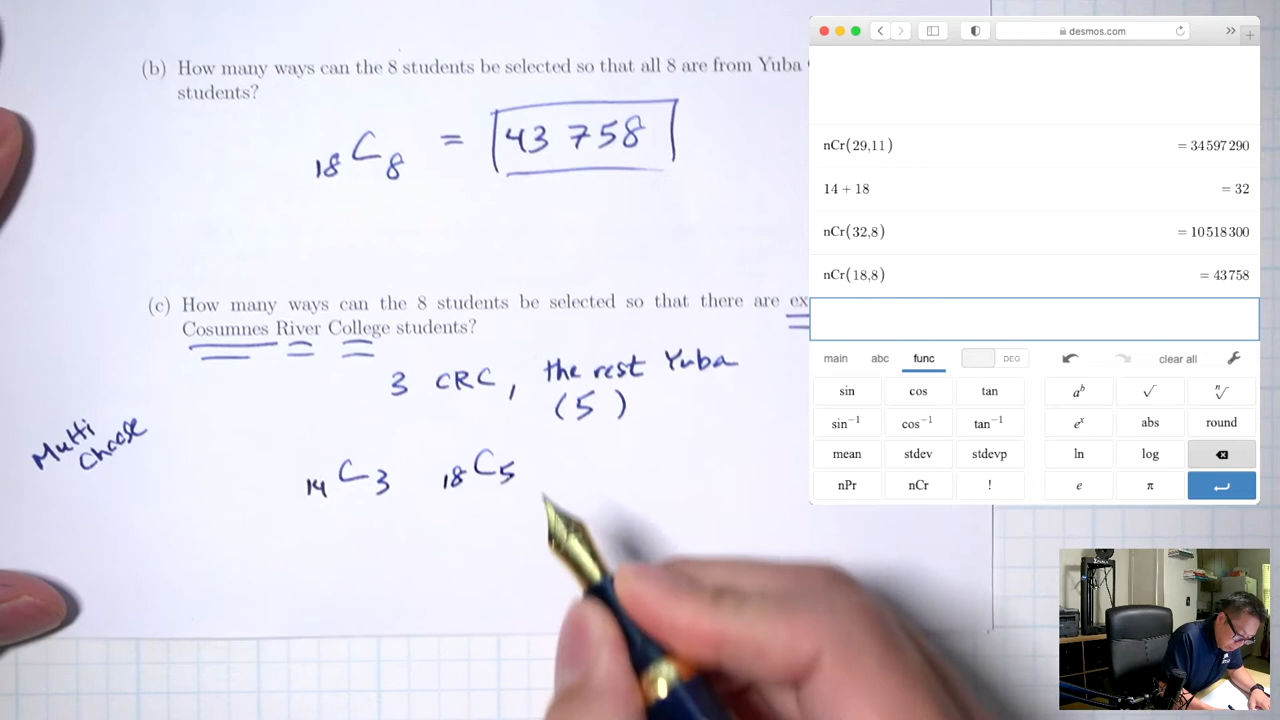 (b) How many ways can the 8 students be selected so that all 8 are from Yuba
students?
18C8 = 43 758
(c) How many ways can the 8 students be selected so that there are ex
Cosumnes River College students?
3 CRC, the rest Yuba
(5)
Multi
Choose
14C3 18C5
desmos.com
nCr(29,11) = 34597290
14 + 18 = 32
nCr(32,8) = 10518300
nCr(18,8) = 43758
main abc func DEG clear all
sin cos tan a^b √ ⁿ√
sin⁻¹ cos⁻¹ tan⁻¹ eˣ abs round
mean stdev stdevp ln log
nPr nCr ! e π